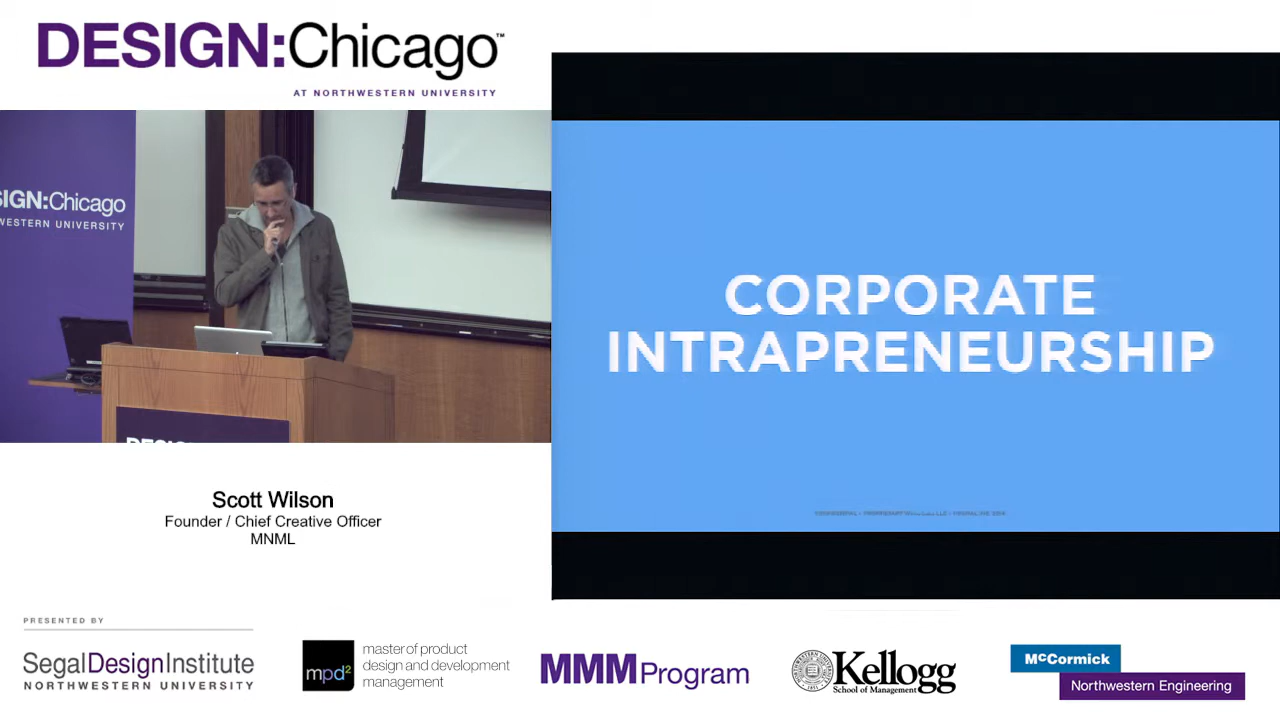 DESIGN:Chicago™
AT NORTHWESTERN UNIVERSITY
SIGN:Chicago
WESTERN UNIVERSITY
CORPORATE
INTRAPRENEURSHIP
Scott Wilson
Founder / Chief Creative Officer
MNML
PRESENTED BY
SegalDesignInstitute
NORTHWESTERN UNIVERSITY
mpd²
master of product
design and development
management
MMM Program
Kellogg
School of Management
McCormick
Northwestern Engineering